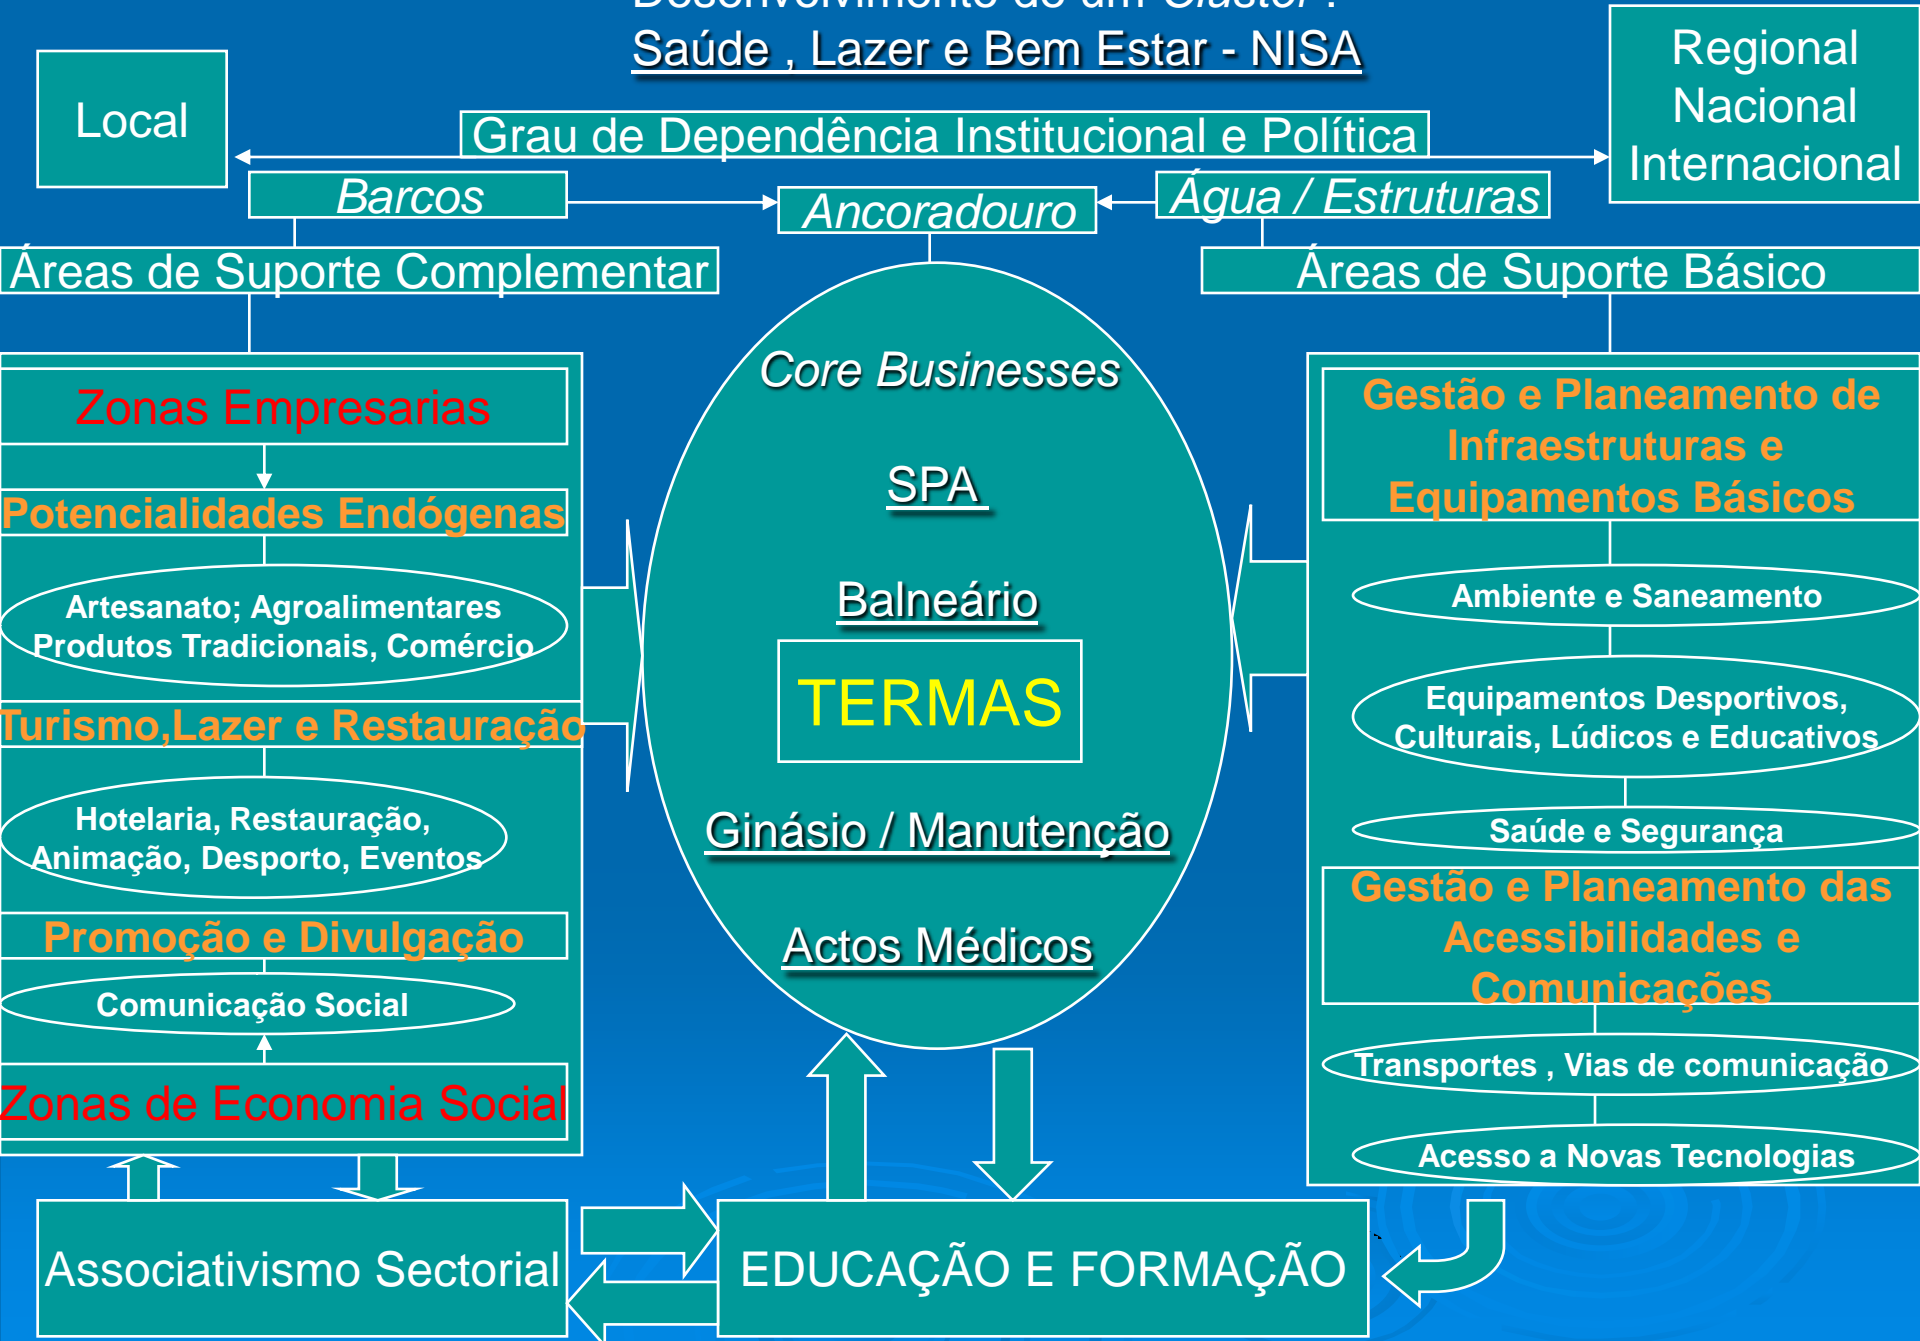 Desenvolvimento de um Cluster :
Saúde , Lazer e Bem Estar - NISA
Local
Regional
Nacional
Internacional
Grau de Dependência Institucional e Política
Barcos
Ancoradouro
Água / Estruturas
Áreas de Suporte Complementar
Áreas de Suporte Básico
Zonas Empresarias
Potencialidades Endógenas
Artesanato; Agroalimentares
Produtos Tradicionais, Comércio
Turismo,Lazer e Restauração
Hotelaria, Restauração,
Animação, Desporto, Eventos
Promoção e Divulgação
Comunicação Social
Zonas de Economia Social
Core Businesses
SPA
Balneário
TERMAS
Ginásio / Manutenção
Actos Médicos
Gestão e Planeamento de
Infraestruturas e
Equipamentos Básicos
Ambiente e Saneamento
Equipamentos Desportivos,
Culturais, Lúdicos e Educativos
Saúde e Segurança
Gestão e Planeamento das
Acessibilidades e
Comunicações
Transportes , Vias de comunicação
Acesso a Novas Tecnologias
Associativismo Sectorial
EDUCAÇÃO E FORMAÇÃO